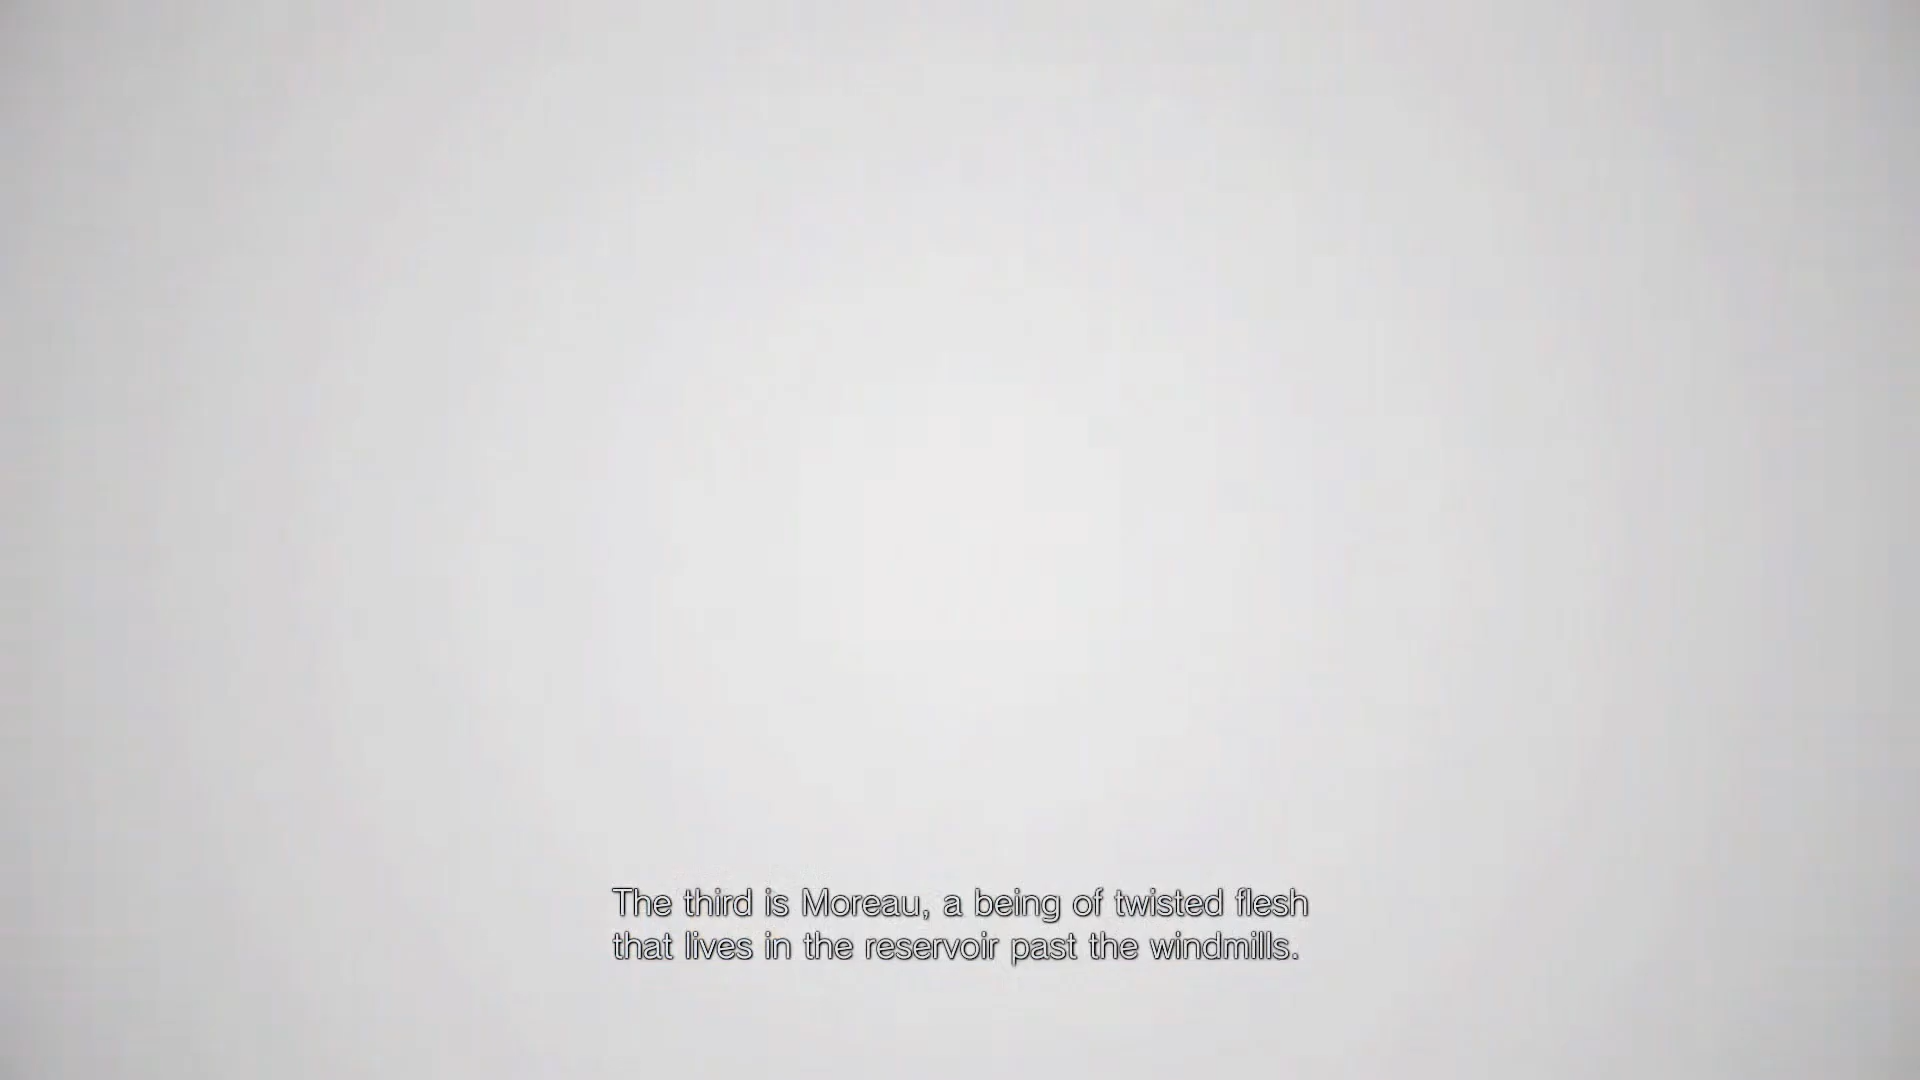 The third is Moreau, a being of twisted flesh
that lives in the reservoir past the windmills.